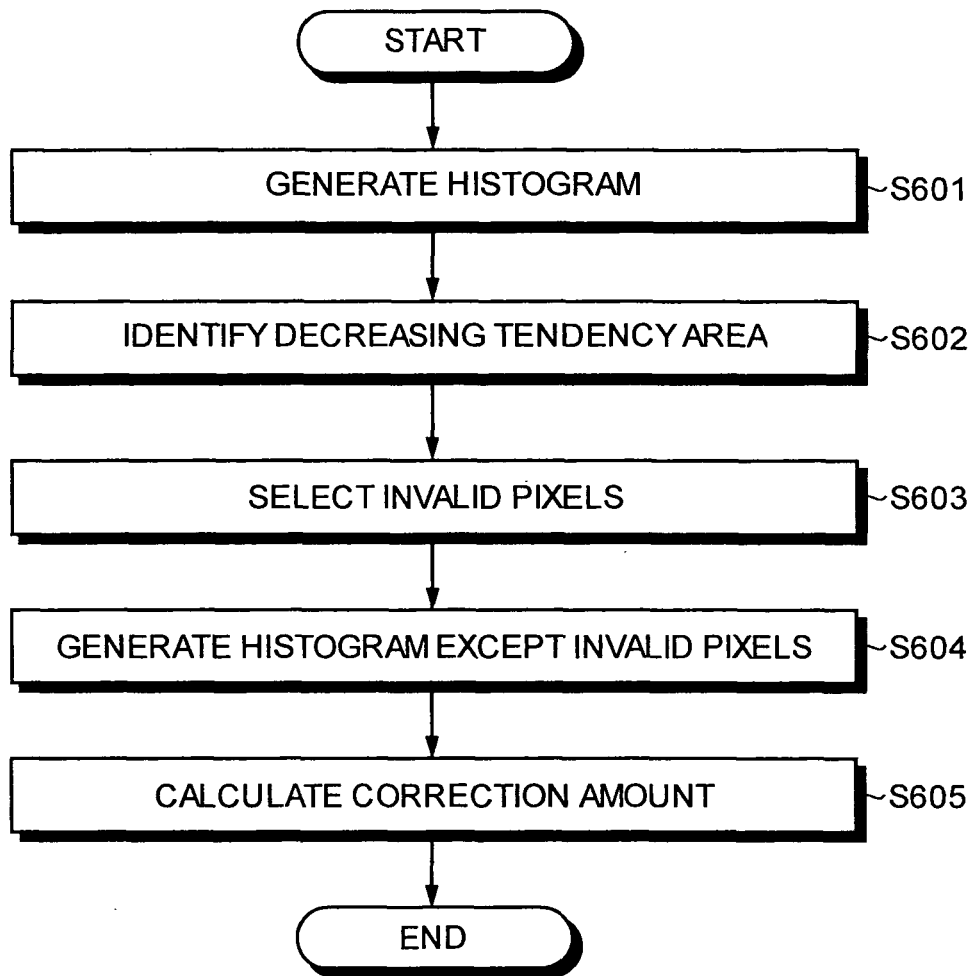 START
GENERATE HISTOGRAM
~S601
IDENTIFY DECREASING TENDENCY AREA
~S602
SELECT INVALID PIXELS
~S603
GENERATE HISTOGRAM EXCEPT INVALID PIXELS
~S604
CALCULATE CORRECTION AMOUNT
~S605
END